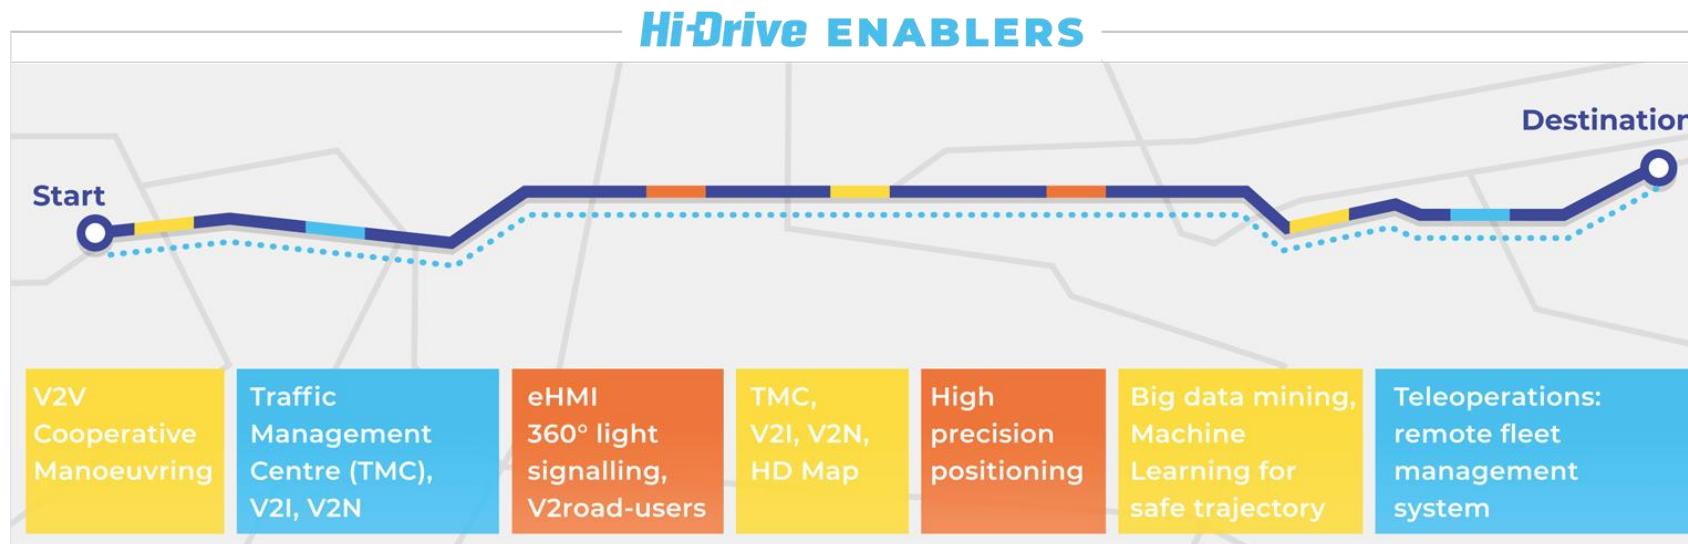 Hi-Drive ENABLERS
Destination
Start
V2V
Cooperative
Manoeuvring
Traffic
Management
Centre (TMC),
V2I, V2N
eHMI
360° light
signalling,
V2road-users
TMC,
V2I, V2N,
HD Map
High
precision
positioning
Big data mining,
Machine
Learning for
safe trajectory
Teleoperations:
remote fleet
management
system